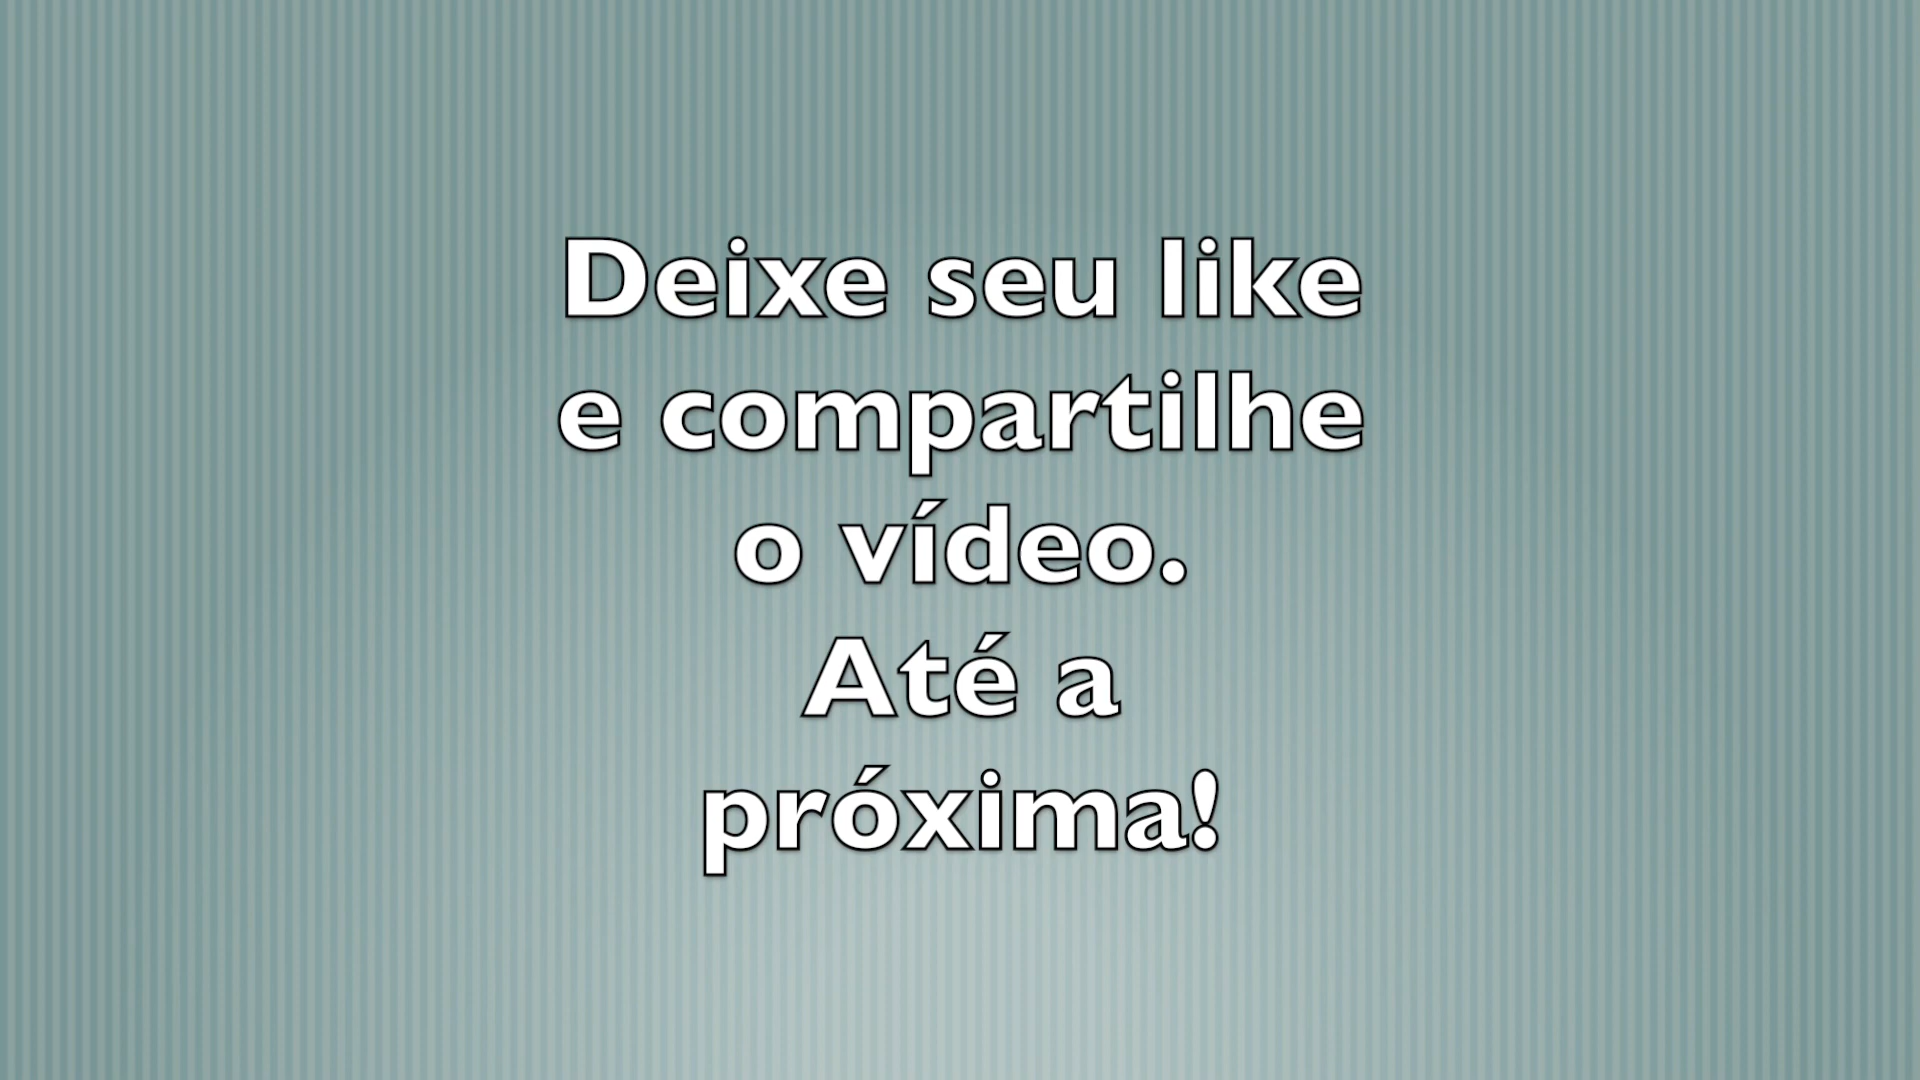 Deixe seu like
e compartilhe
o vídeo.
Até a
próxima!